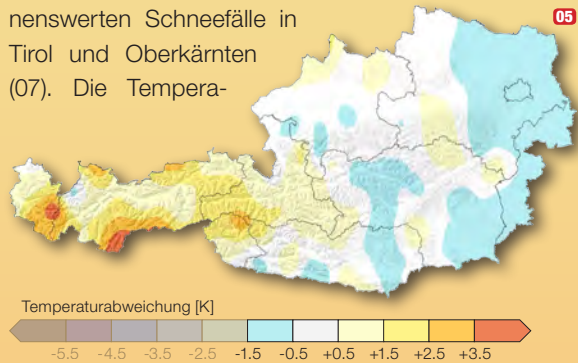 nenswerten Schneefälle in
Tirol und Oberkärnten
(07). Die Tempera-
05
Temperaturabweichung [K]
-5.5 -4.5 -3.5 -2.5 -1.5 -0.5 +0.5 +1.5 +2.5 +3.5